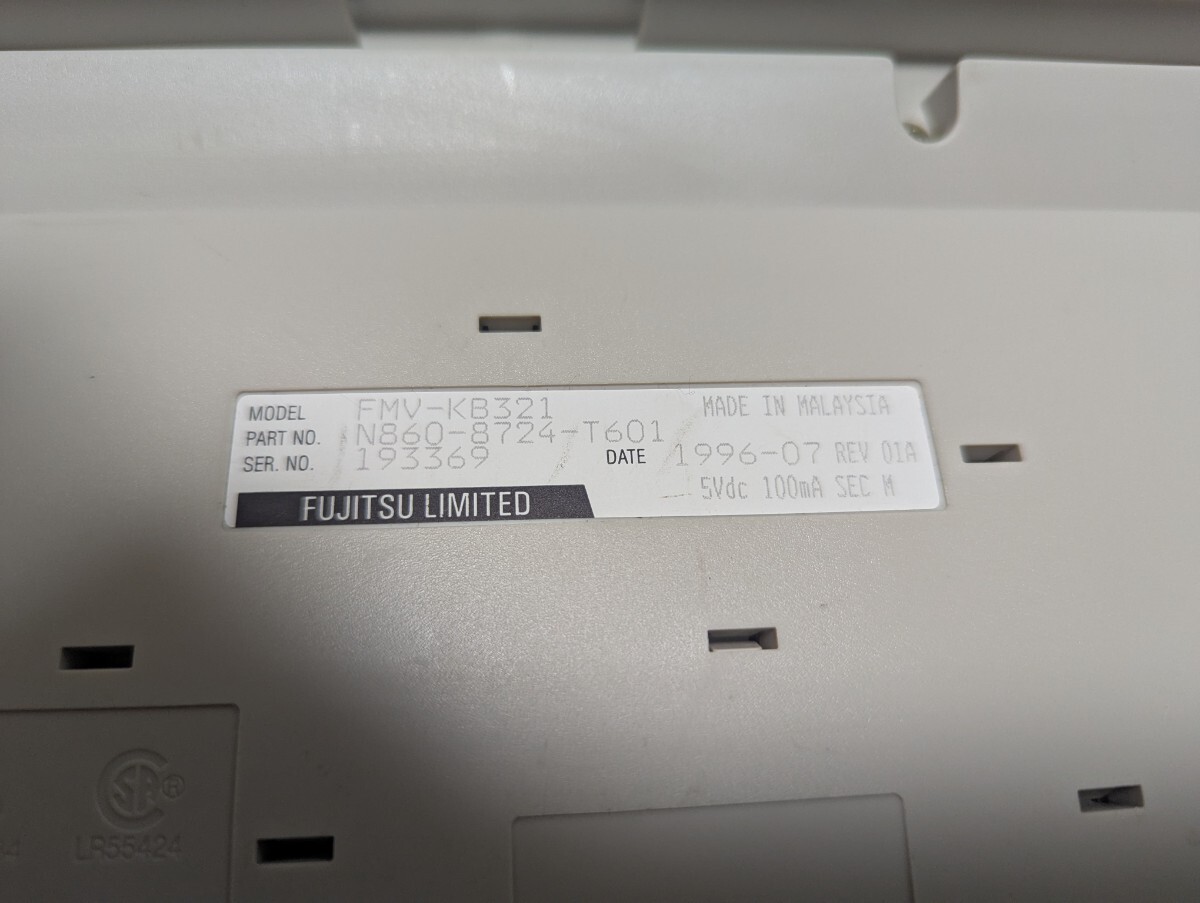 MODEL FMV-KB321 MADE IN MALAYSIA
PART NO. N860-8724-T601
SER. NO. 193369 DATE 1996-07 REV 01A
FUJITSU LIMITED 5Vdc 100mA SEC M
SA ®
LR55424